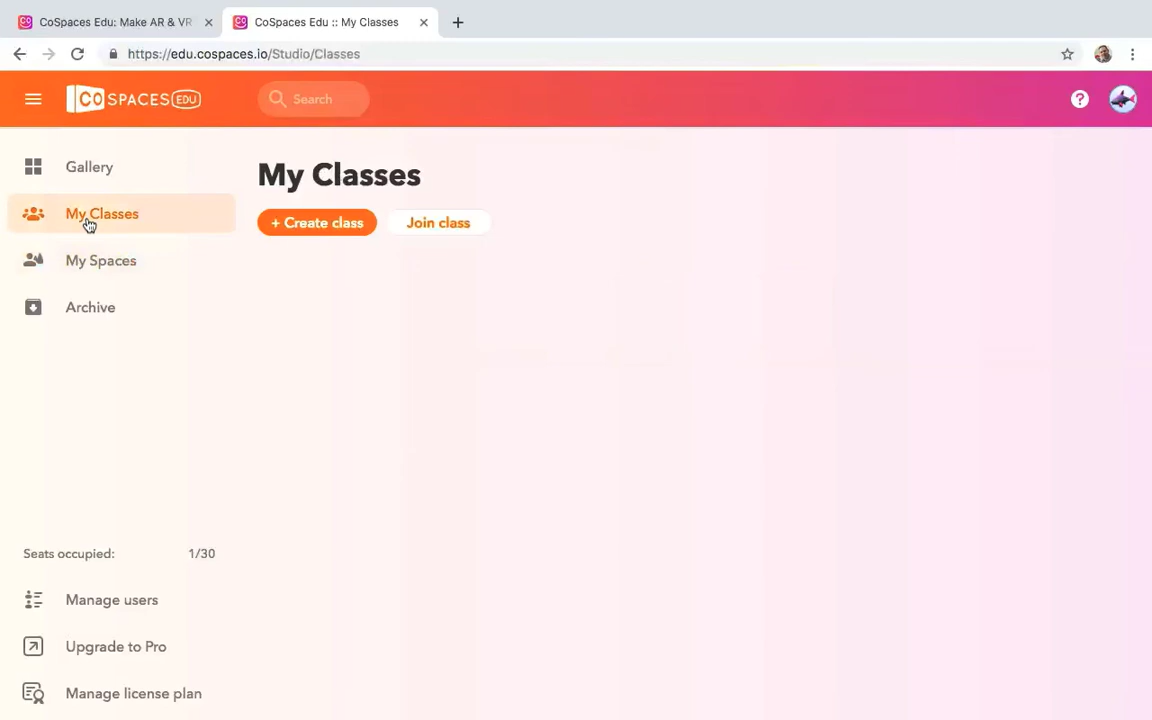 CoSpaces Edu: Make AR & VR
CoSpaces Edu :: My Classes
https://edu.cospaces.io/Studio/Classes
COSPACES EDU
Search
?
Gallery
My Classes
My Spaces
Archive
My Classes
+ Create class
Join class
Seats occupied: 1/30
Manage users
Upgrade to Pro
Manage license plan